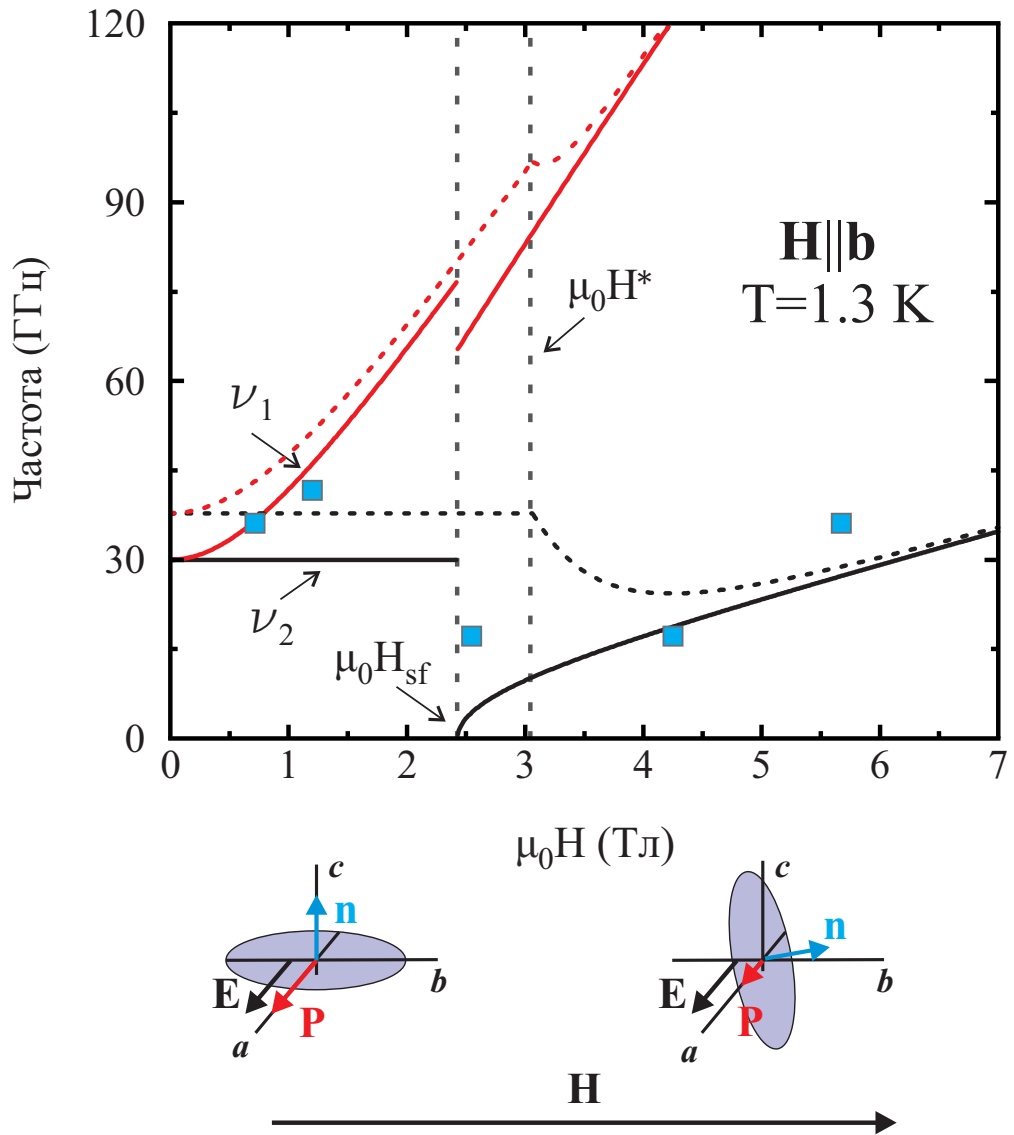 120
90
60
30
0
Частота (ГГц)
H||b
T=1.3 K
μ₀H*
ν₁
ν₂
μ₀Hsf
0 1 2 3 4 5 6 7
μ₀H (Тл)
c
n
b
E
P
a
c
n
b
E
P
a
H